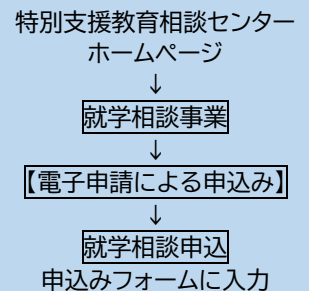 特別支援教育相談センター
ホームページ
↓
就学相談事業
↓
【電子申請による申込み】
↓
就学相談申込
申込みフォームに入力